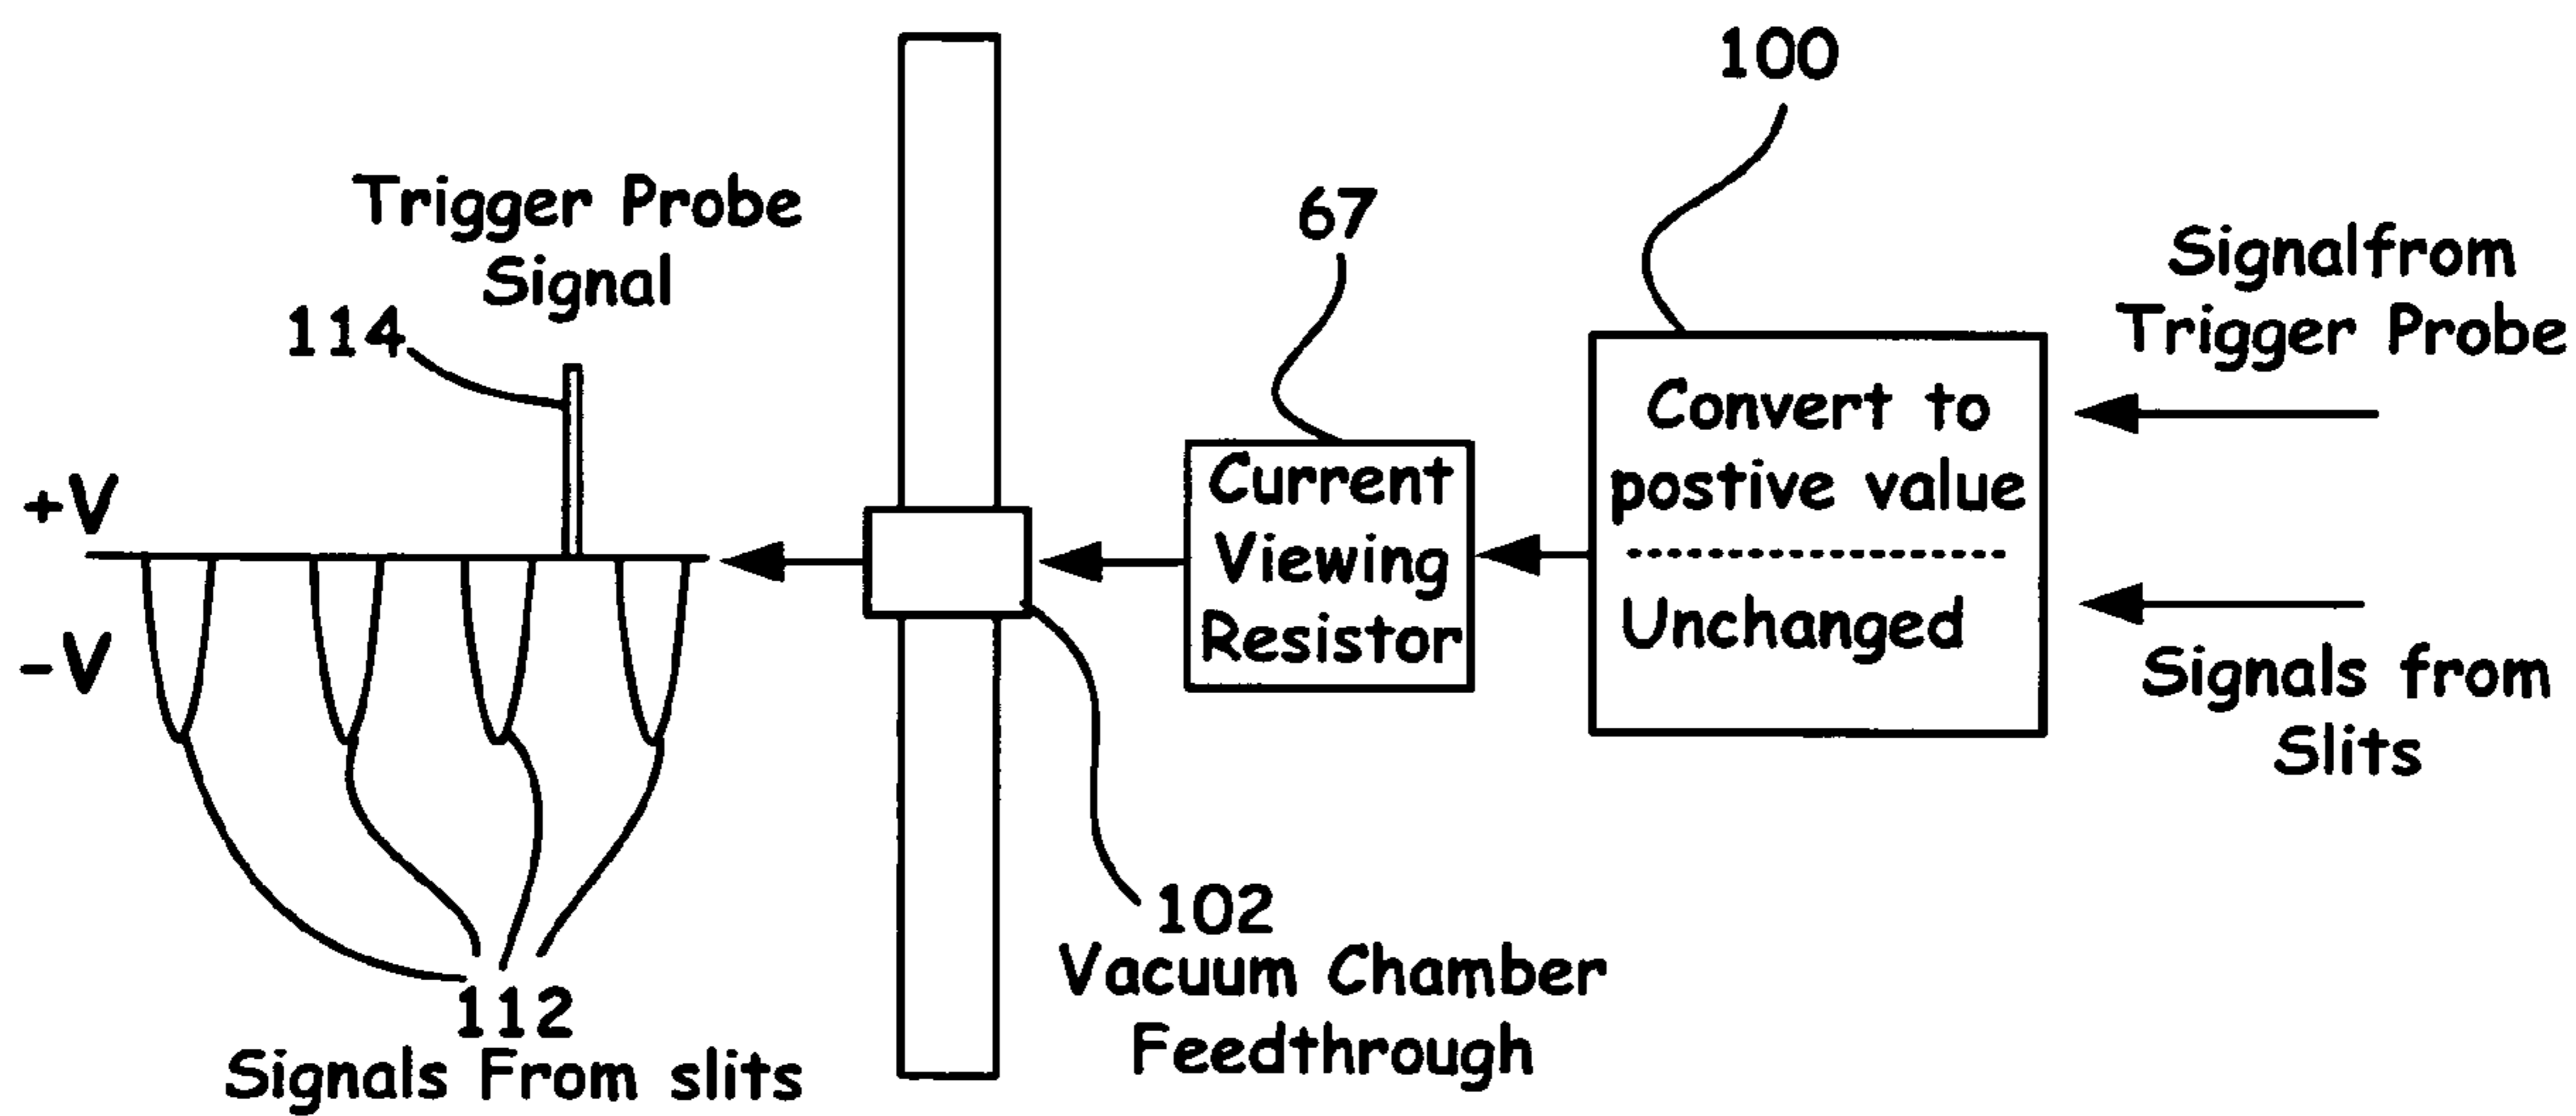 100
Trigger Probe
Signal
114
67
Signalfrom
Trigger Probe
Convert to
postive value
Unchanged
Current
Viewing
Resistor
+V
-V
Signals from
Slits
102
Vacuum Chamber
Feedthrough
112
Signals From slits